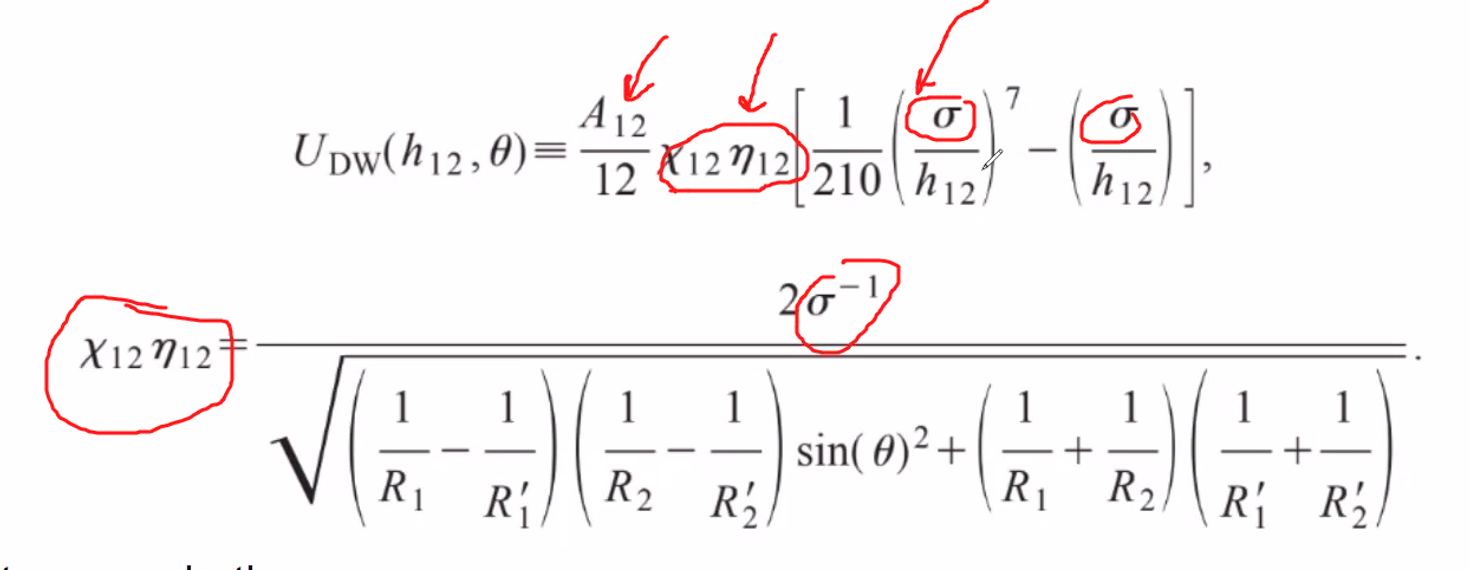 U_DW(h_12, θ) ≡ A_12/12 χ_12 η_12 [ 1/210 (σ/h_12)^7 − (σ/h_12) ],
χ_12 η_12 = 2σ^−1 / √( (1/R_1 − 1/R′_1)(1/R_2 − 1/R′_2) sin(θ)^2 + (1/R_1 + 1/R_2)(1/R′_1 + 1/R′_2) ).